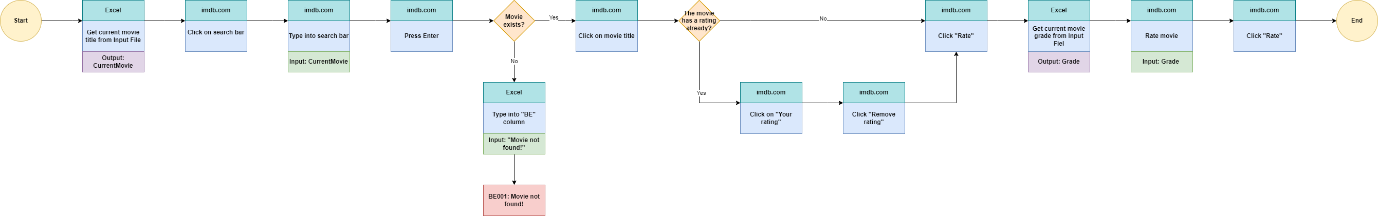 Start
Excel
Get current movie
title from Input File
Output:
CurrentMovie
imdb.com
Click on search bar
imdb.com
Type into search bar
Input: CurrentMovie
imdb.com
Press Enter
Movie
exists?
Yes
No
Excel
Type into "BE"
column
Input: "Movie not
found!"
BE001: Movie not
found!
imdb.com
Click on movie title
The movie
has a rating
already?
No
Yes
imdb.com
Click on "Your
rating"
imdb.com
Click "Remove
rating"
imdb.com
Click "Rate"
Excel
Get current movie
grade from Input
Fiel
Output: Grade
imdb.com
Rate movie
Input: Grade
imdb.com
Click "Rate"
End